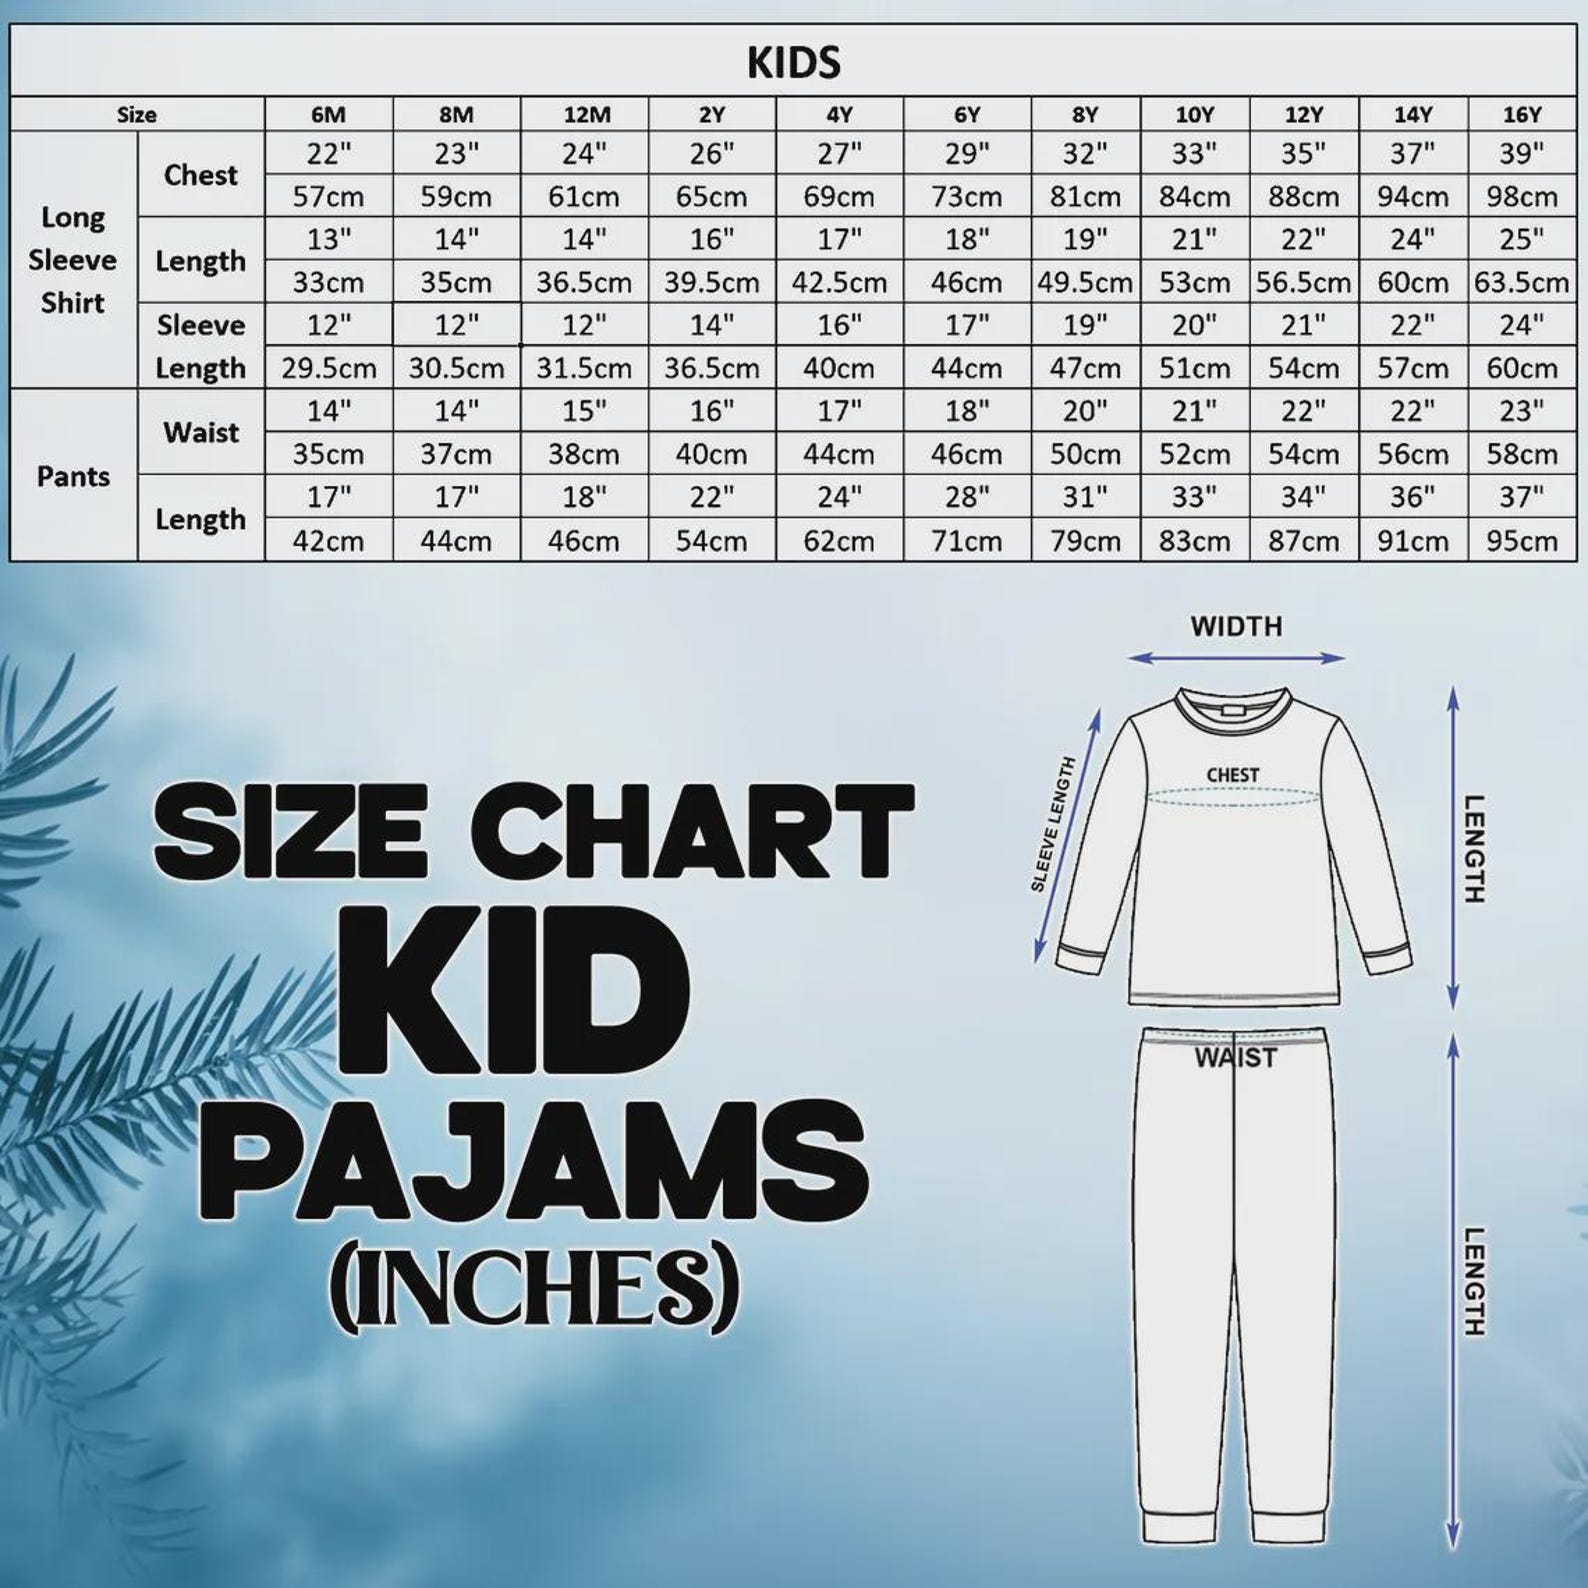 KIDS
Size 6M 8M 12M 2Y 4Y 6Y 8Y 10Y 12Y 14Y 16Y
Long Sleeve Shirt
Chest 22" 23" 24" 26" 27" 29" 32" 33" 35" 37" 39"
57cm 59cm 61cm 65cm 69cm 73cm 81cm 84cm 88cm 94cm 98cm
Length 13" 14" 14" 16" 17" 18" 19" 21" 22" 24" 25"
33cm 35cm 36.5cm 39.5cm 42.5cm 46cm 49.5cm 53cm 56.5cm 60cm 63.5cm
Sleeve Length 12" 12" 12" 14" 16" 17" 19" 20" 21" 22" 24"
29.5cm 30.5cm 31.5cm 36.5cm 40cm 44cm 47cm 51cm 54cm 57cm 60cm
Pants
Waist 14" 14" 15" 16" 17" 18" 20" 21" 22" 22" 23"
35cm 37cm 38cm 40cm 44cm 46cm 50cm 52cm 54cm 56cm 58cm
Length 17" 17" 18" 22" 24" 28" 31" 33" 34" 36" 37"
42cm 44cm 46cm 54cm 62cm 71cm 79cm 83cm 87cm 91cm 95cm
SIZE CHART
KID
PAJAMS
(INCHES)
WIDTH
CHEST
SLEEVE LENGTH
LENGTH
WAIST
LENGTH